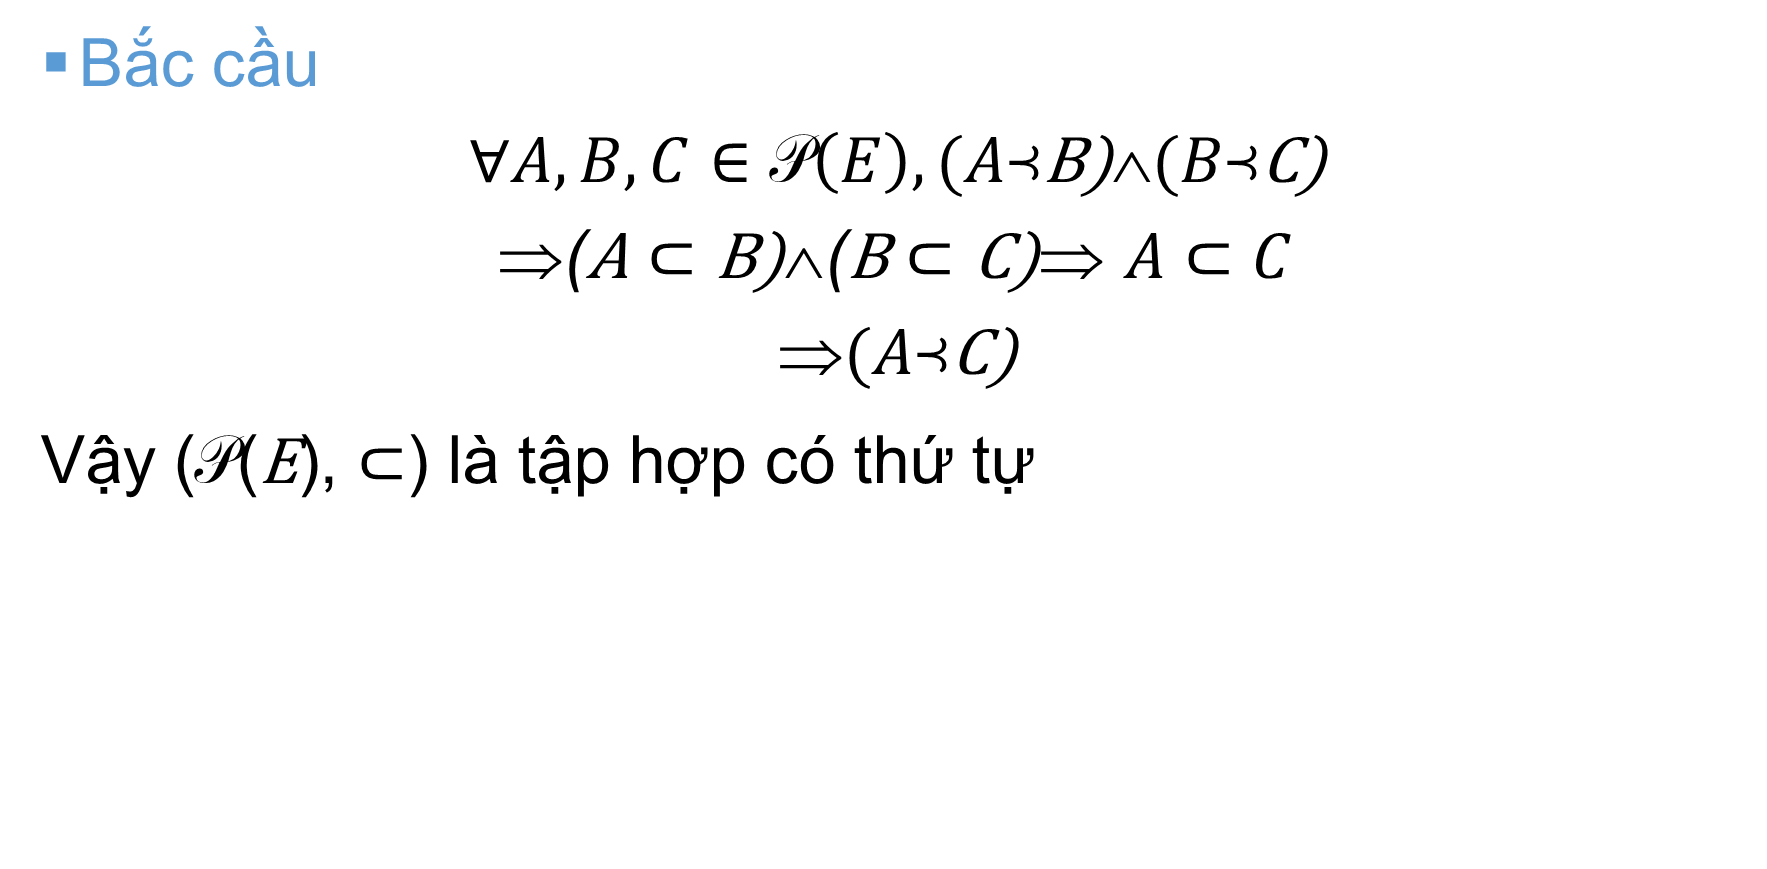 ▪Bắc cầu
∀A, B, C ∈ 𝒫(E), (A⊰B)∧(B⊰C)
⇒(A ⊂ B)∧(B ⊂ C)⇒ A ⊂ C
⇒(A⊰C)
Vậy (𝒫(E), ⊂) là tập hợp có thứ tự